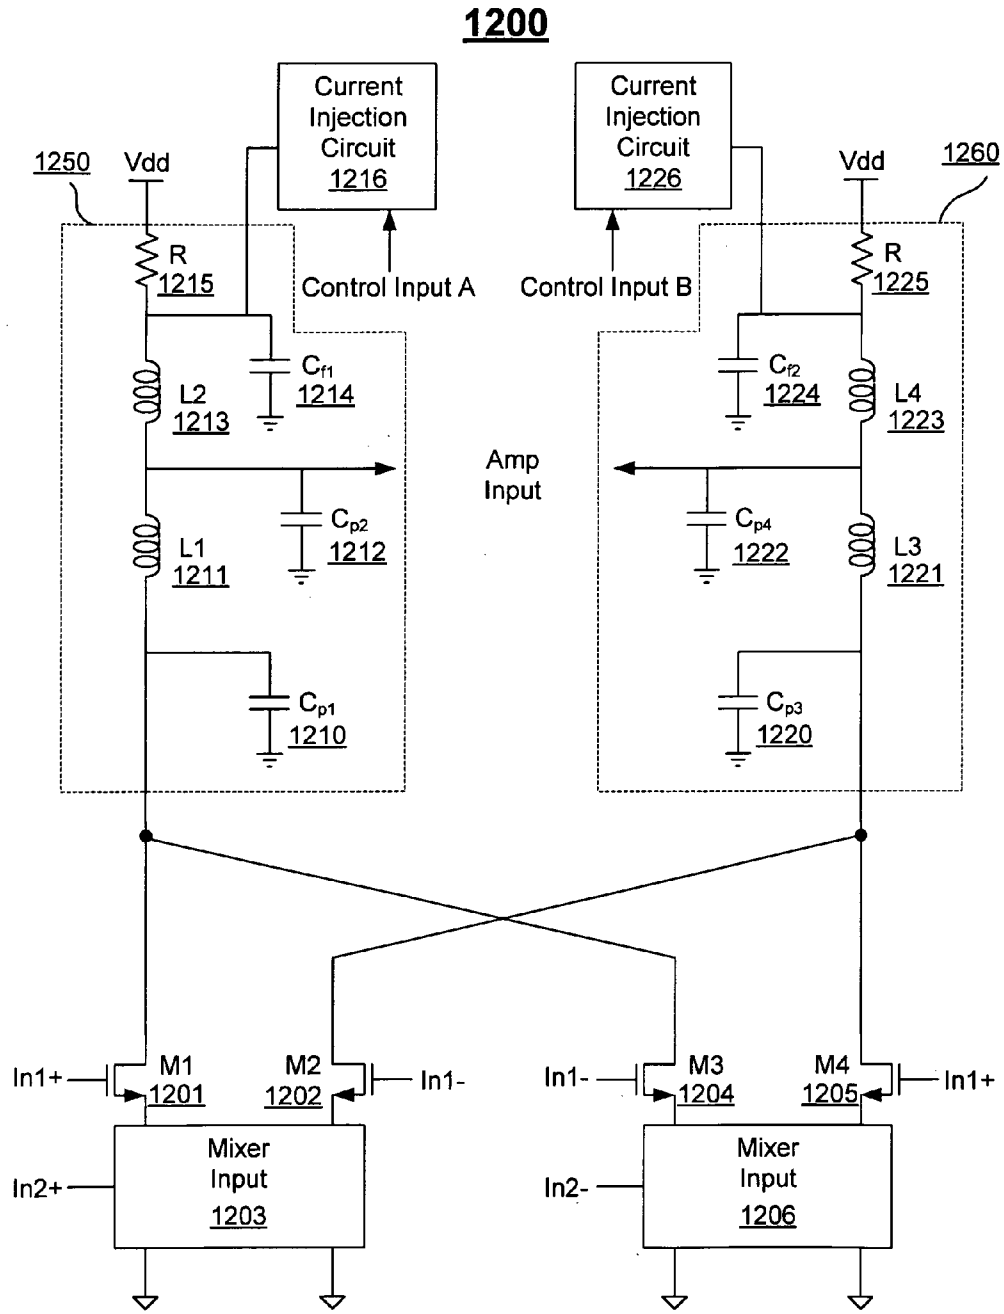 1200
Current
Injection
Circuit
1216
Current
Injection
Circuit
1226
1250
Vdd
Vdd
1260
R
1215
Control Input A
Control Input B
R
1225
Cf1
1214
Cf2
1224
L2
1213
L4
1223
Amp
Input
Cp2
1212
Cp4
1222
L1
1211
L3
1221
Cp1
1210
Cp3
1220
In1+
M1
1201
M2
1202
In1-
In1-
M3
1204
M4
1205
In1+
In2+
Mixer
Input
1203
In2-
Mixer
Input
1206